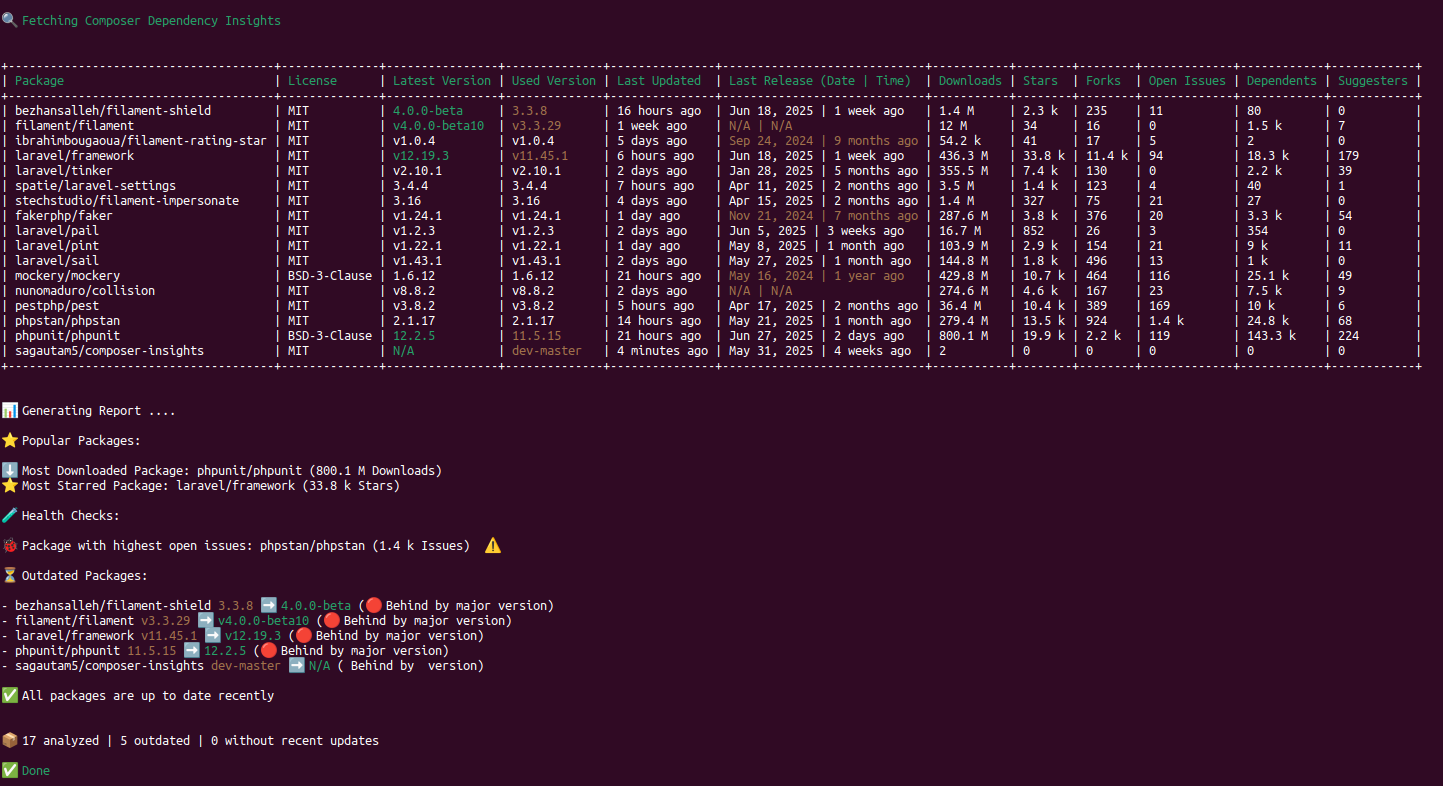 🔍 Fetching Composer Dependency Insights
+--------------------------------------+--------------+----------------+--------------+----------------+-----------------------------+-----------+--------+--------+-------------+------------+------------+
| Package | License | Latest Version | Used Version | Last Updated | Last Release (Date | Time) | Downloads | Stars | Forks | Open Issues | Dependents | Suggesters |
+--------------------------------------+--------------+----------------+--------------+----------------+-----------------------------+-----------+--------+--------+-------------+------------+------------+
| bezhansalleh/filament-shield | MIT | 4.0.0-beta | 3.3.8 | 16 hours ago | Jun 18, 2025 | 1 week ago | 1.4 M | 2.3 k | 235 | 11 | 80 | 0 |
| filament/filament | MIT | v4.0.0-beta10 | v3.3.29 | 1 week ago | N/A | N/A | 12 M | 34 | 16 | 0 | 1.5 k | 7 |
| ibrahimbougaoua/filament-rating-star | MIT | v1.0.4 | v1.0.4 | 5 days ago | Sep 24, 2024 | 9 months ago | 54.2 k | 41 | 17 | 5 | 2 | 0 |
| laravel/framework | MIT | v12.19.3 | v11.45.1 | 6 hours ago | Jun 18, 2025 | 1 week ago | 436.3 M | 33.8 k | 11.4 k | 94 | 18.3 k | 179 |
| laravel/tinker | MIT | v2.10.1 | v2.10.1 | 2 days ago | Jan 28, 2025 | 5 months ago | 355.5 M | 7.4 k | 130 | 0 | 2.2 k | 39 |
| spatie/laravel-settings | MIT | 3.4.4 | 3.4.4 | 7 hours ago | Apr 11, 2025 | 2 months ago | 3.5 M | 1.4 k | 123 | 4 | 40 | 1 |
| stechstudio/filament-impersonate | MIT | 3.16 | 3.16 | 4 days ago | Apr 15, 2025 | 2 months ago | 1.4 M | 327 | 75 | 21 | 27 | 0 |
| fakerphp/faker | MIT | v1.24.1 | v1.24.1 | 1 day ago | Nov 21, 2024 | 7 months ago | 287.6 M | 3.8 k | 376 | 20 | 3.3 k | 54 |
| laravel/pail | MIT | v1.2.3 | v1.2.3 | 2 days ago | Jun 5, 2025 | 3 weeks ago | 16.7 M | 852 | 26 | 3 | 354 | 0 |
| laravel/pint | MIT | v1.22.1 | v1.22.1 | 1 day ago | May 8, 2025 | 1 month ago | 103.9 M | 2.9 k | 154 | 21 | 9 k | 11 |
| laravel/sail | MIT | v1.43.1 | v1.43.1 | 2 days ago | May 27, 2025 | 1 month ago | 144.8 M | 1.8 k | 496 | 13 | 1 k | 0 |
| mockery/mockery | BSD-3-Clause | 1.6.12 | 1.6.12 | 21 hours ago | May 16, 2024 | 1 year ago | 429.8 M | 10.7 k | 464 | 116 | 25.1 k | 49 |
| nunomaduro/collision | MIT | v8.8.2 | v8.8.2 | 2 days ago | N/A | N/A | 274.6 M | 4.6 k | 167 | 23 | 7.5 k | 9 |
| pestphp/pest | MIT | v3.8.2 | v3.8.2 | 5 hours ago | Apr 17, 2025 | 2 months ago | 36.4 M | 10.4 k | 389 | 169 | 10 k | 6 |
| phpstan/phpstan | MIT | 2.1.17 | 2.1.17 | 14 hours ago | May 21, 2025 | 1 month ago | 279.4 M | 13.5 k | 924 | 1.4 k | 24.8 k | 68 |
| phpunit/phpunit | BSD-3-Clause | 12.2.5 | 11.5.15 | 21 hours ago | Jun 27, 2025 | 2 days ago | 800.1 M | 19.9 k | 2.2 k | 119 | 143.3 k | 224 |
| sagautam5/composer-insights | MIT | N/A | dev-master | 4 minutes ago | May 31, 2025 | 4 weeks ago | 2 | 0 | 0 | 0 | 0 | 0 |
+--------------------------------------+--------------+----------------+--------------+----------------+-----------------------------+-----------+--------+--------+-------------+------------+------------+
📊 Generating Report ....
⭐ Popular Packages:
⬇️ Most Downloaded Package: phpunit/phpunit (800.1 M Downloads)
⭐ Most Starred Package: laravel/framework (33.8 k Stars)
🧪 Health Checks:
🐞 Package with highest open issues: phpstan/phpstan (1.4 k Issues) ⚠️
⏳ Outdated Packages:
- bezhansalleh/filament-shield 3.3.8 ➡️ 4.0.0-beta (🔴 Behind by major version)
- filament/filament v3.3.29 ➡️ v4.0.0-beta10 (🔴 Behind by major version)
- laravel/framework v11.45.1 ➡️ v12.19.3 (🔴 Behind by major version)
- phpunit/phpunit 11.5.15 ➡️ 12.2.5 (🔴 Behind by major version)
- sagautam5/composer-insights dev-master ➡️ N/A ( Behind by  version)
✅ All packages are up to date recently
📦 17 analyzed | 5 outdated | 0 without recent updates
✅ Done